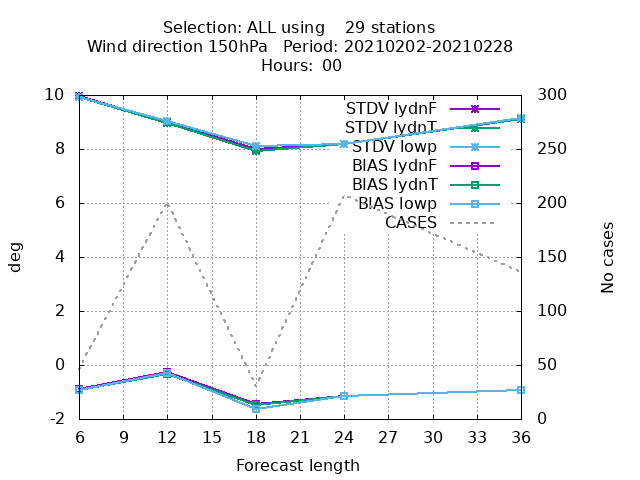 Selection: ALL using    29 stations
Wind direction 150hPa   Period: 20210202-20210228
Hours: 00
10
8
6
4
2
0
-2
deg
STDV lydnF
STDV lydnT
STDV lowp
BIAS lydnF
BIAS lydnT
BIAS lowp
CASES
300
250
200
150
100
50
0
No cases
6 9 12 15 18 21 24 27 30 33 36
Forecast length